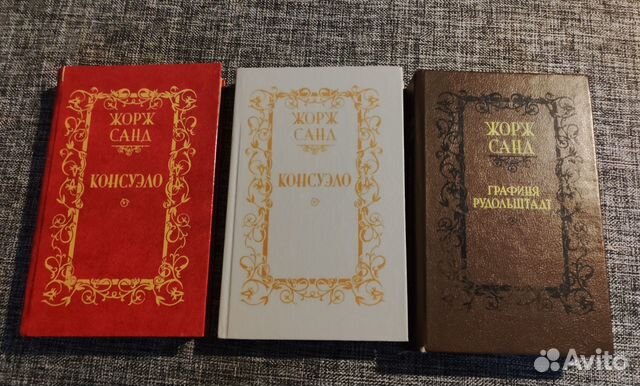 ЖОРЖ
САНД
КОНСУЭЛО
ЖОРЖ
САНД
КОНСУЭЛО
ЖОРЖ
САНД
ГРАФИНЯ
РУДОЛЬШТАДТ
Avito